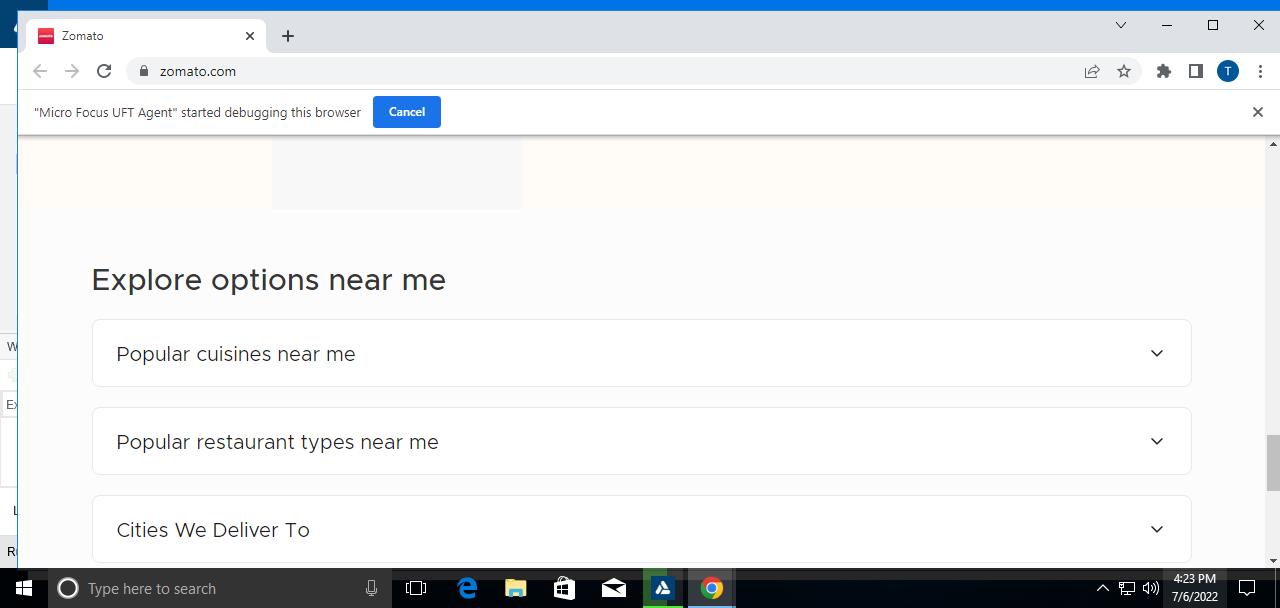 Zomato
zomato.com
T
"Micro Focus UFT Agent" started debugging this browser
Cancel
Explore options near me
Popular cuisines near me
Popular restaurant types near me
Cities We Deliver To
Type here to search
4:23 PM
7/6/2022